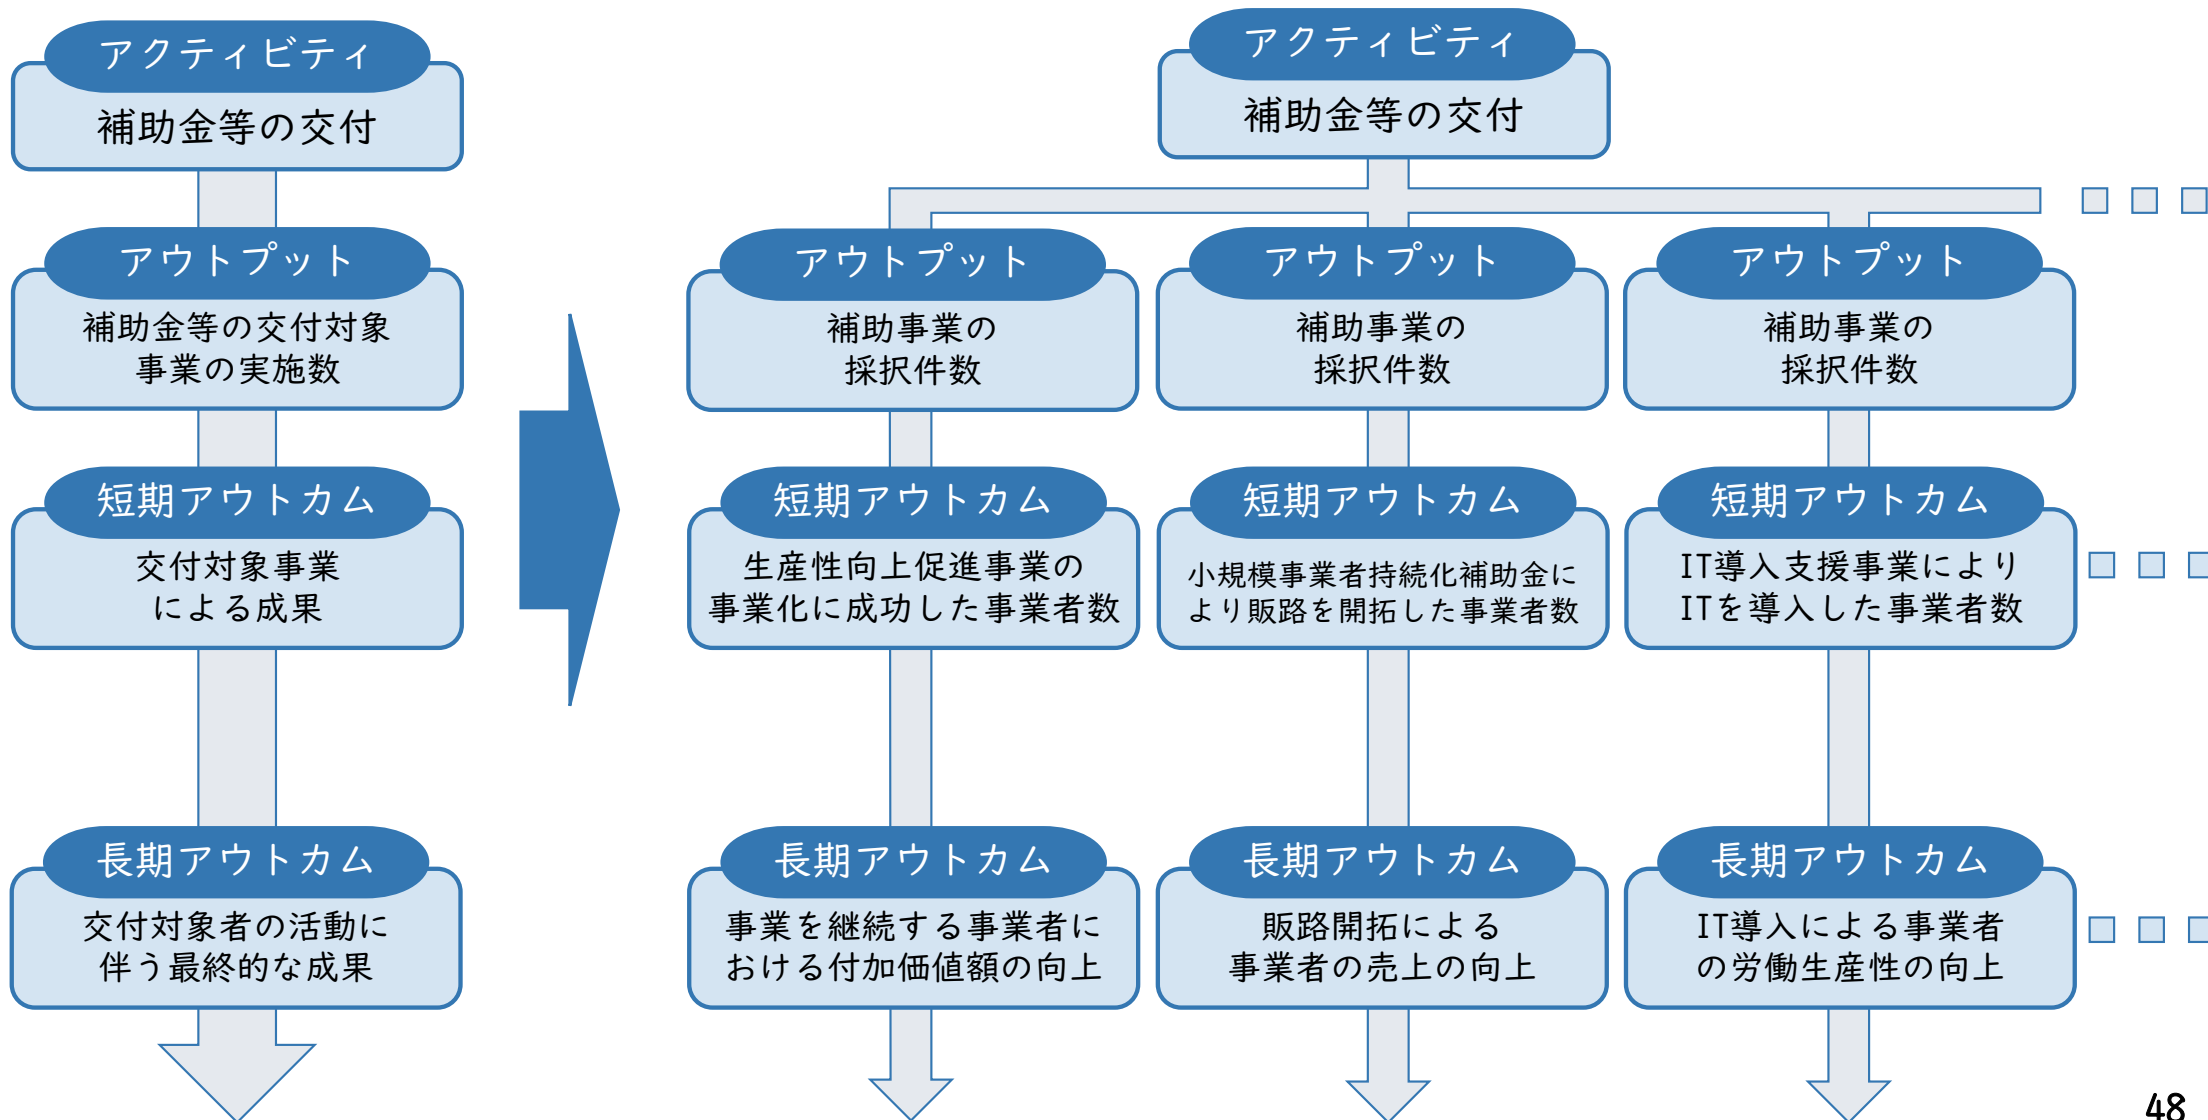 アクティビティ
補助金等の交付
アウトプット
補助金等の交付対象
事業の実施数
短期アウトカム
交付対象事業
による成果
長期アウトカム
交付対象者の活動に
伴う最終的な成果
アクティビティ
補助金等の交付
アウトプット
補助事業の
採択件数
短期アウトカム
生産性向上促進事業の
事業化に成功した事業者数
長期アウトカム
事業を継続する事業者に
おける付加価値額の向上
アウトプット
補助事業の
採択件数
短期アウトカム
小規模事業者持続化補助金に
より販路を開拓した事業者数
長期アウトカム
販路開拓による
事業者の売上の向上
アウトプット
補助事業の
採択件数
短期アウトカム
IT導入支援事業により
ITを導入した事業者数
長期アウトカム
IT導入による事業者
の労働生産性の向上
48